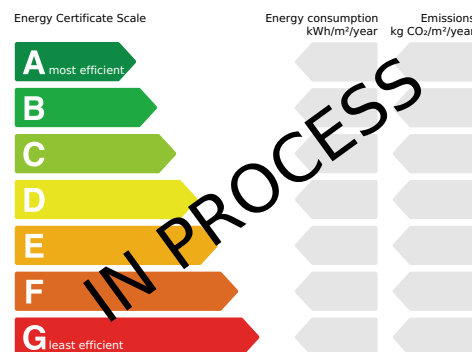 Energy Certificate Scale
Energy consumption
kWh/m²/year
Emissions
kg CO₂/m²/year
A most efficient
B
C
D
E
F
G least efficient
IN PROCESS